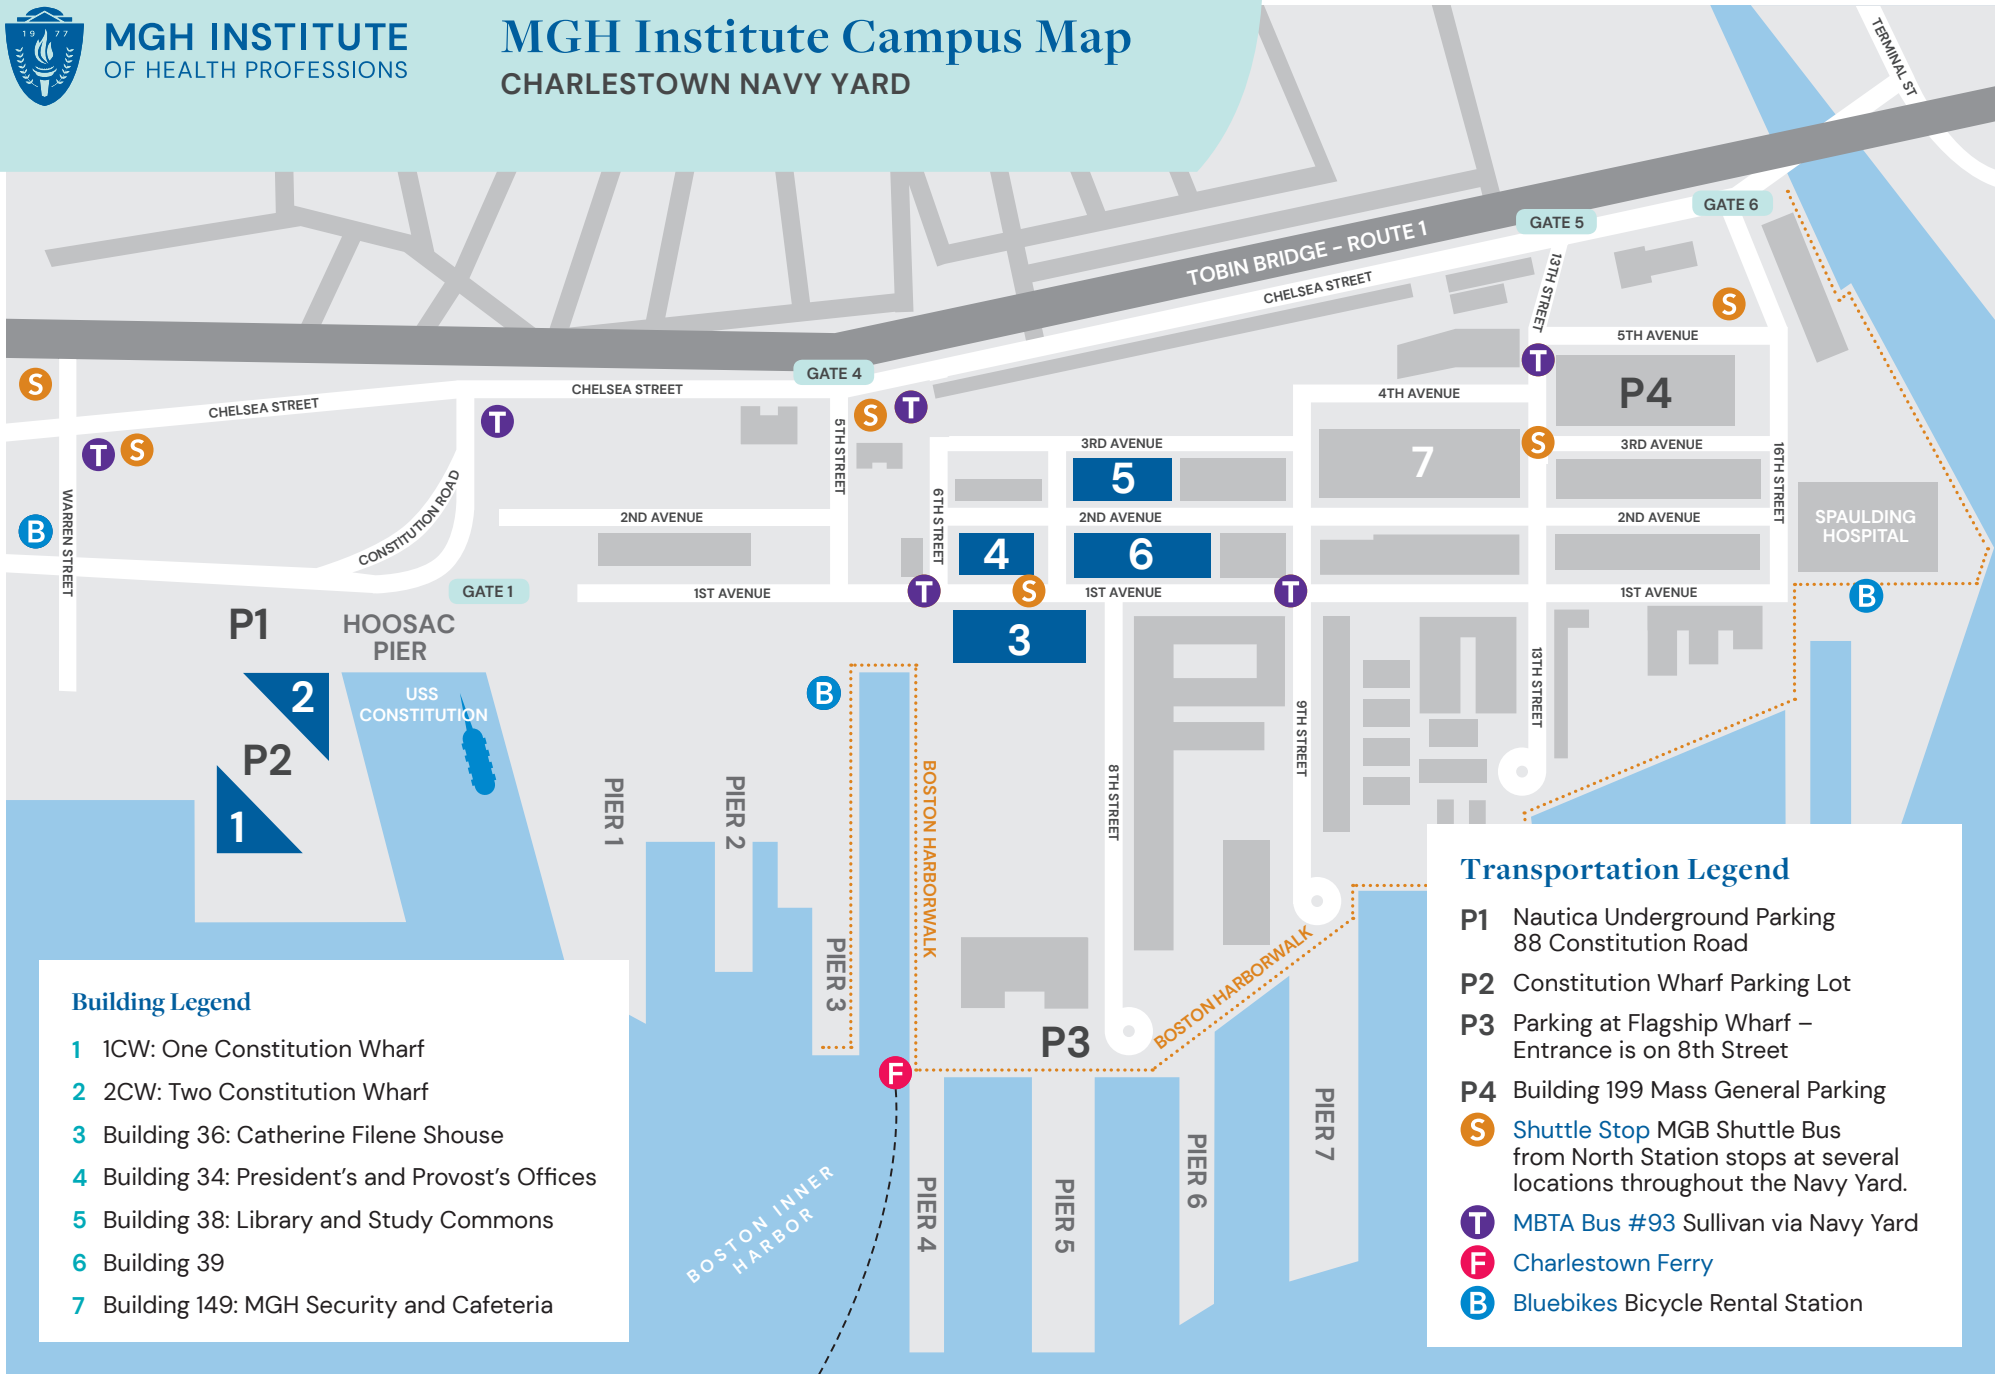 19 77
MGH INSTITUTE
OF HEALTH PROFESSIONS
MGH Institute Campus Map
CHARLESTOWN NAVY YARD
TERMINAL ST
GATE 6
GATE 5
TOBIN BRIDGE – ROUTE 1
CHELSEA STREET
13TH STREET
S
5TH AVENUE
T
P4
GATE 4
S
CHELSEA STREET
CHELSEA STREET
T
S
T
5TH STREET
4TH AVENUE
3RD AVENUE
S
3RD AVENUE
16TH STREET
T
S
7
5
6TH STREET
CONSTITUTION ROAD
WARREN STREET
B
2ND AVENUE
2ND AVENUE
2ND AVENUE
SPAULDING
HOSPITAL
4
6
GATE 1
1ST AVENUE
T
S
1ST AVENUE
T
1ST AVENUE
B
P1
HOOSAC
PIER
3
2
USS
CONSTITUTION
B
13TH STREET
9TH STREET
8TH STREET
P2
1
PIER 1
PIER 2
BOSTON HARBORWALK
PIER 3
BOSTON HARBORWALK
P3
F
PIER 4
PIER 5
PIER 6
PIER 7
BOSTON INNER
HARBOR
Building Legend
1 1CW: One Constitution Wharf
2 2CW: Two Constitution Wharf
3 Building 36: Catherine Filene Shouse
4 Building 34: President’s and Provost’s Offices
5 Building 38: Library and Study Commons
6 Building 39
7 Building 149: MGH Security and Cafeteria
Transportation Legend
P1 Nautica Underground Parking
88 Constitution Road
P2 Constitution Wharf Parking Lot
P3 Parking at Flagship Wharf –
Entrance is on 8th Street
P4 Building 199 Mass General Parking
S Shuttle Stop MGB Shuttle Bus
from North Station stops at several
locations throughout the Navy Yard.
T MBTA Bus #93 Sullivan via Navy Yard
F Charlestown Ferry
B Bluebikes Bicycle Rental Station